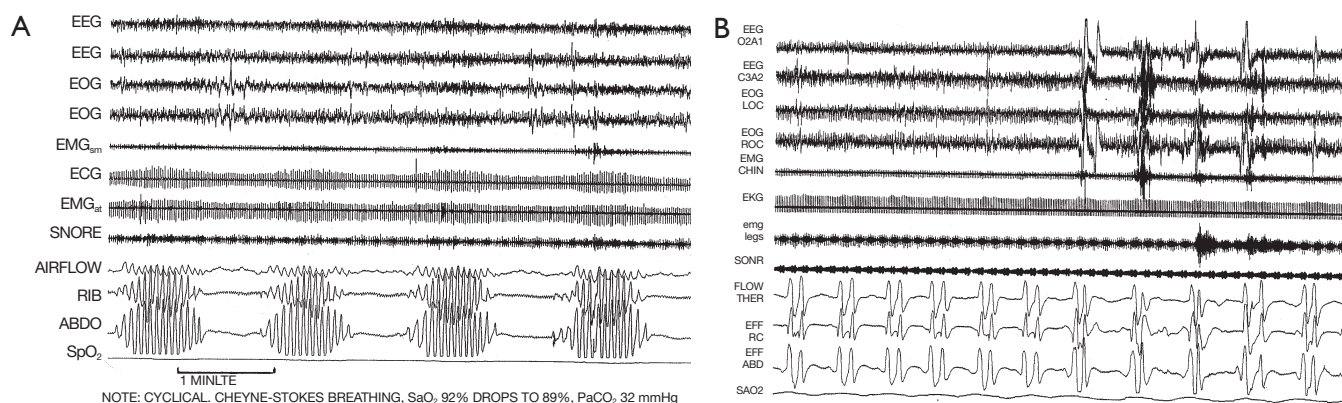 A
EEG
EEG
EOG
EOG
EMGsm
ECG
EMGat
SNORE
AIRFLOW
RIB
ABDO
SpO2
1 MINLTE
NOTE: CYCLICAL, CHEYNE-STOKES BREATHING, SaO2 92% DROPS TO 89%, PaCO2 32 mmHg
B
EEG
O2A1
EEG
C3A2
EOG
LOC
EOG
ROC
EMG
CHIN
EKG
emg
legs
SONR
FLOW
THER
EFF
RC
EFF
ABD
SAO2